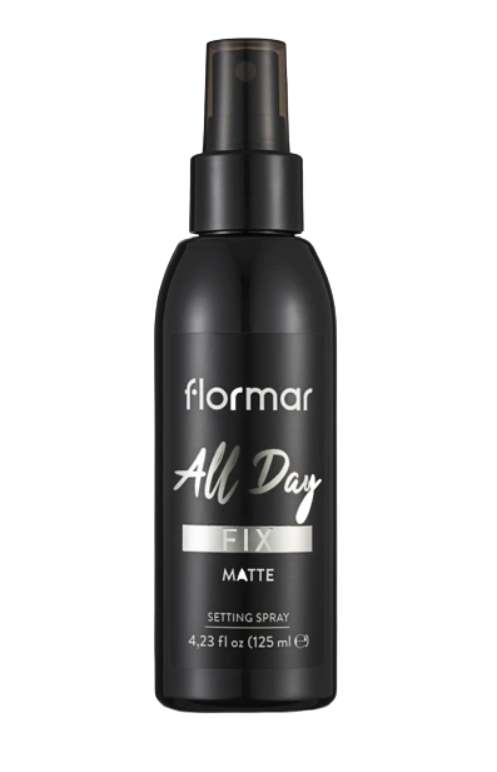 flormar
All Day
FIX
MATTE
SETTING SPRAY
4,23 fl oz (125 ml ℮)